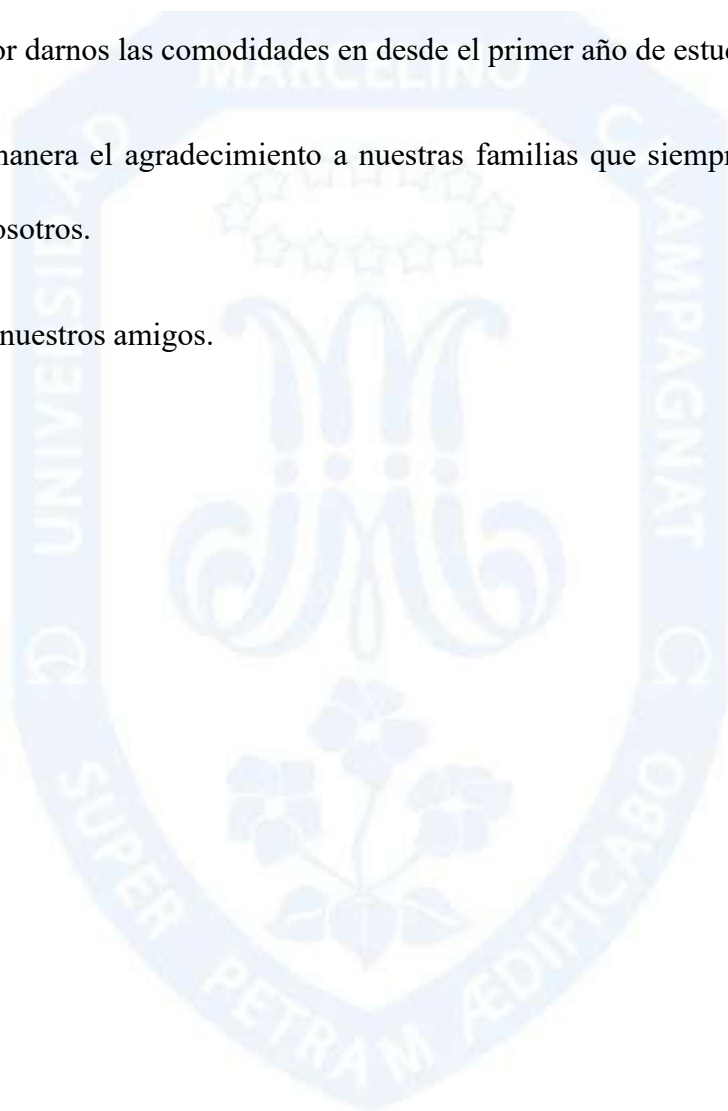 or darnos las comodidades en desde el primer año de estu
manera el agradecimiento a nuestras familias que siempr
osotros.
nuestros amigos.
UNIVERSIDAD
MARCELINO
CHAMPAGNAT
SUPER PETRAM ÆDIFICABO